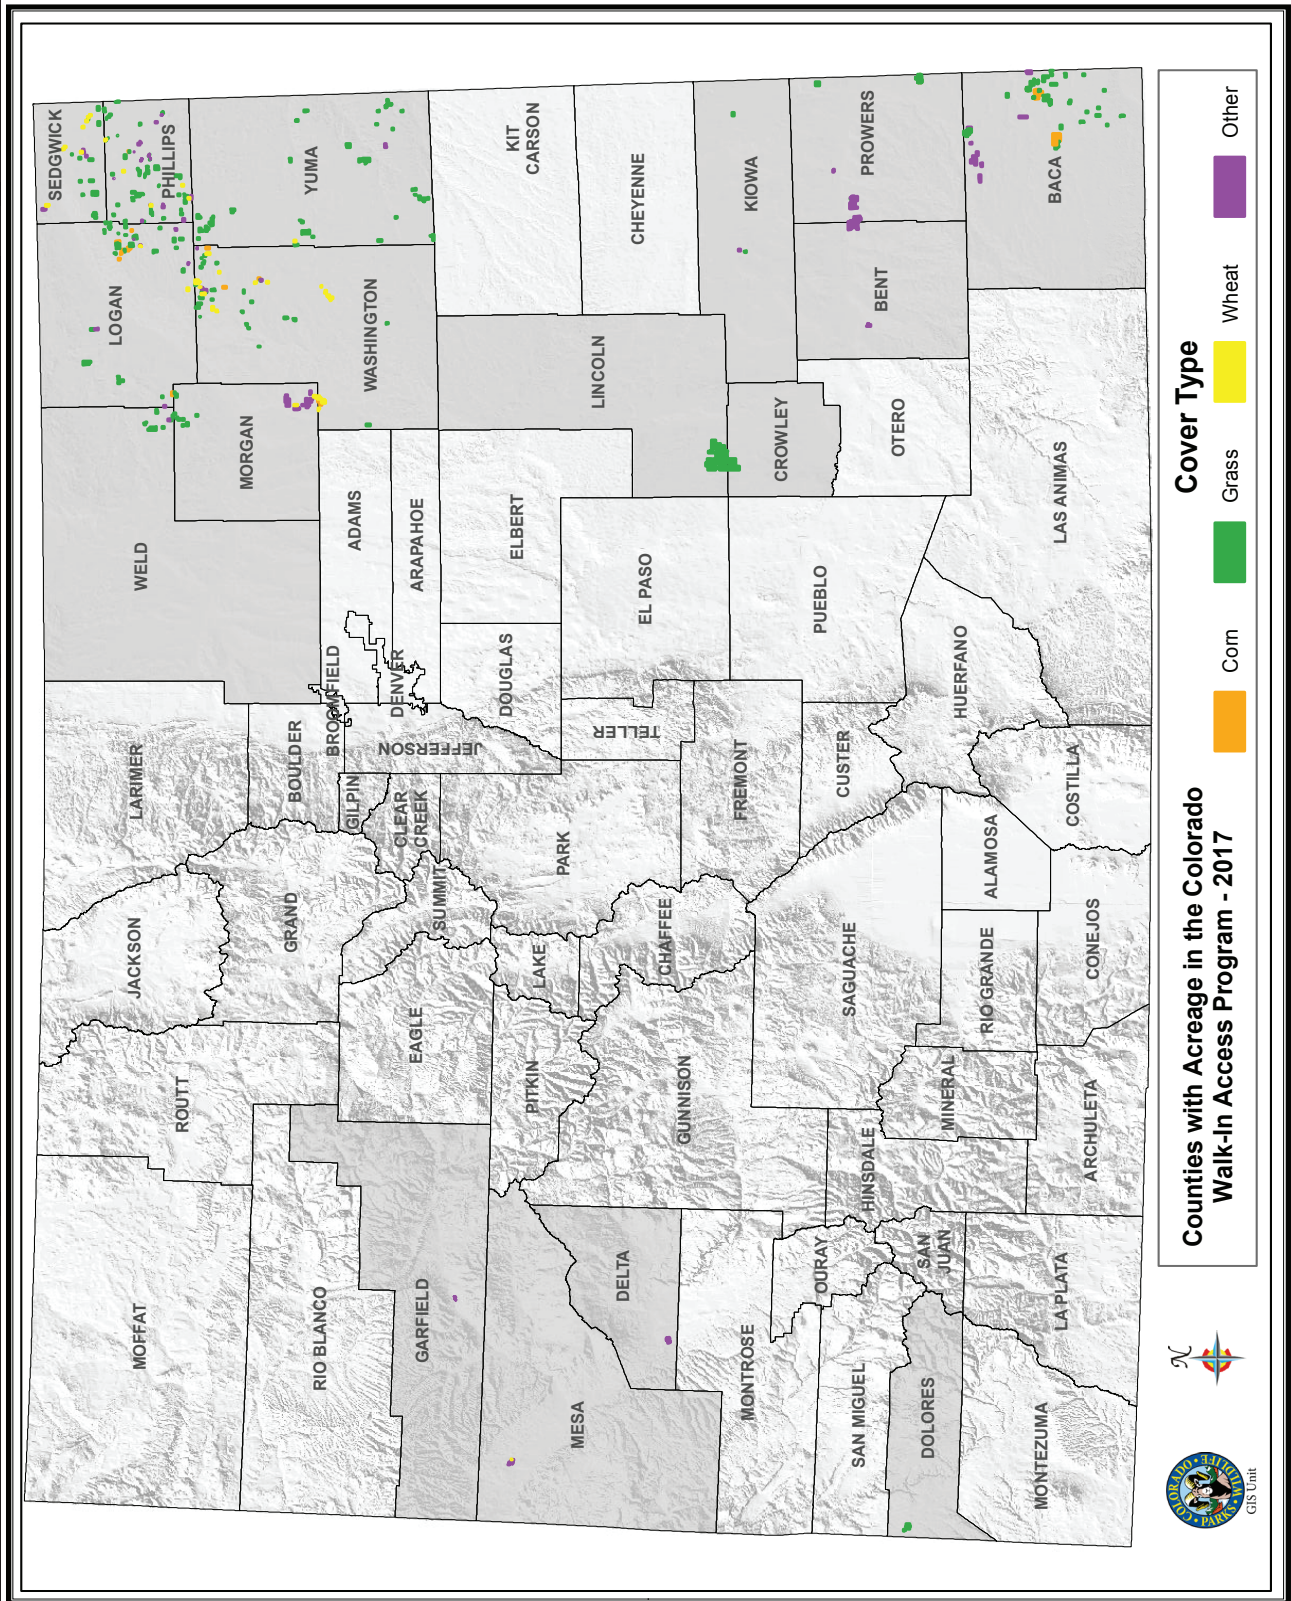 MOFFAT
ROUTT
JACKSON
LARIMER
WELD
LOGAN
SEDGWICK
PHILLIPS
RIO BLANCO
GRAND
BOULDER
BROOMFIELD
GILPIN
MORGAN
WASHINGTON
YUMA
GARFIELD
EAGLE
SUMMIT
CLEAR
CREEK
JEFFERSON
DENVER
ADAMS
ARAPAHOE
MESA
PITKIN
LAKE
PARK
DOUGLAS
ELBERT
LINCOLN
KIT
CARSON
DELTA
GUNNISON
CHAFFEE
TELLER
EL PASO
CHEYENNE
MONTROSE
OURAY
SAGUACHE
FREMONT
CUSTER
PUEBLO
CROWLEY
KIOWA
SAN MIGUEL
HINSDALE
OTERO
BENT
PROWERS
DOLORES
SAN
JUAN
MINERAL
RIO GRANDE
ALAMOSA
HUERFANO
MONTEZUMA
LA PLATA
ARCHULETA
CONEJOS
COSTILLA
LAS ANIMAS
BACA
COLORADO
PARKS • WILDLIFE
GIS Unit
N
Counties with Acreage in the Colorado
Walk-In Access Program - 2017
Cover Type
Corn
Grass
Wheat
Other